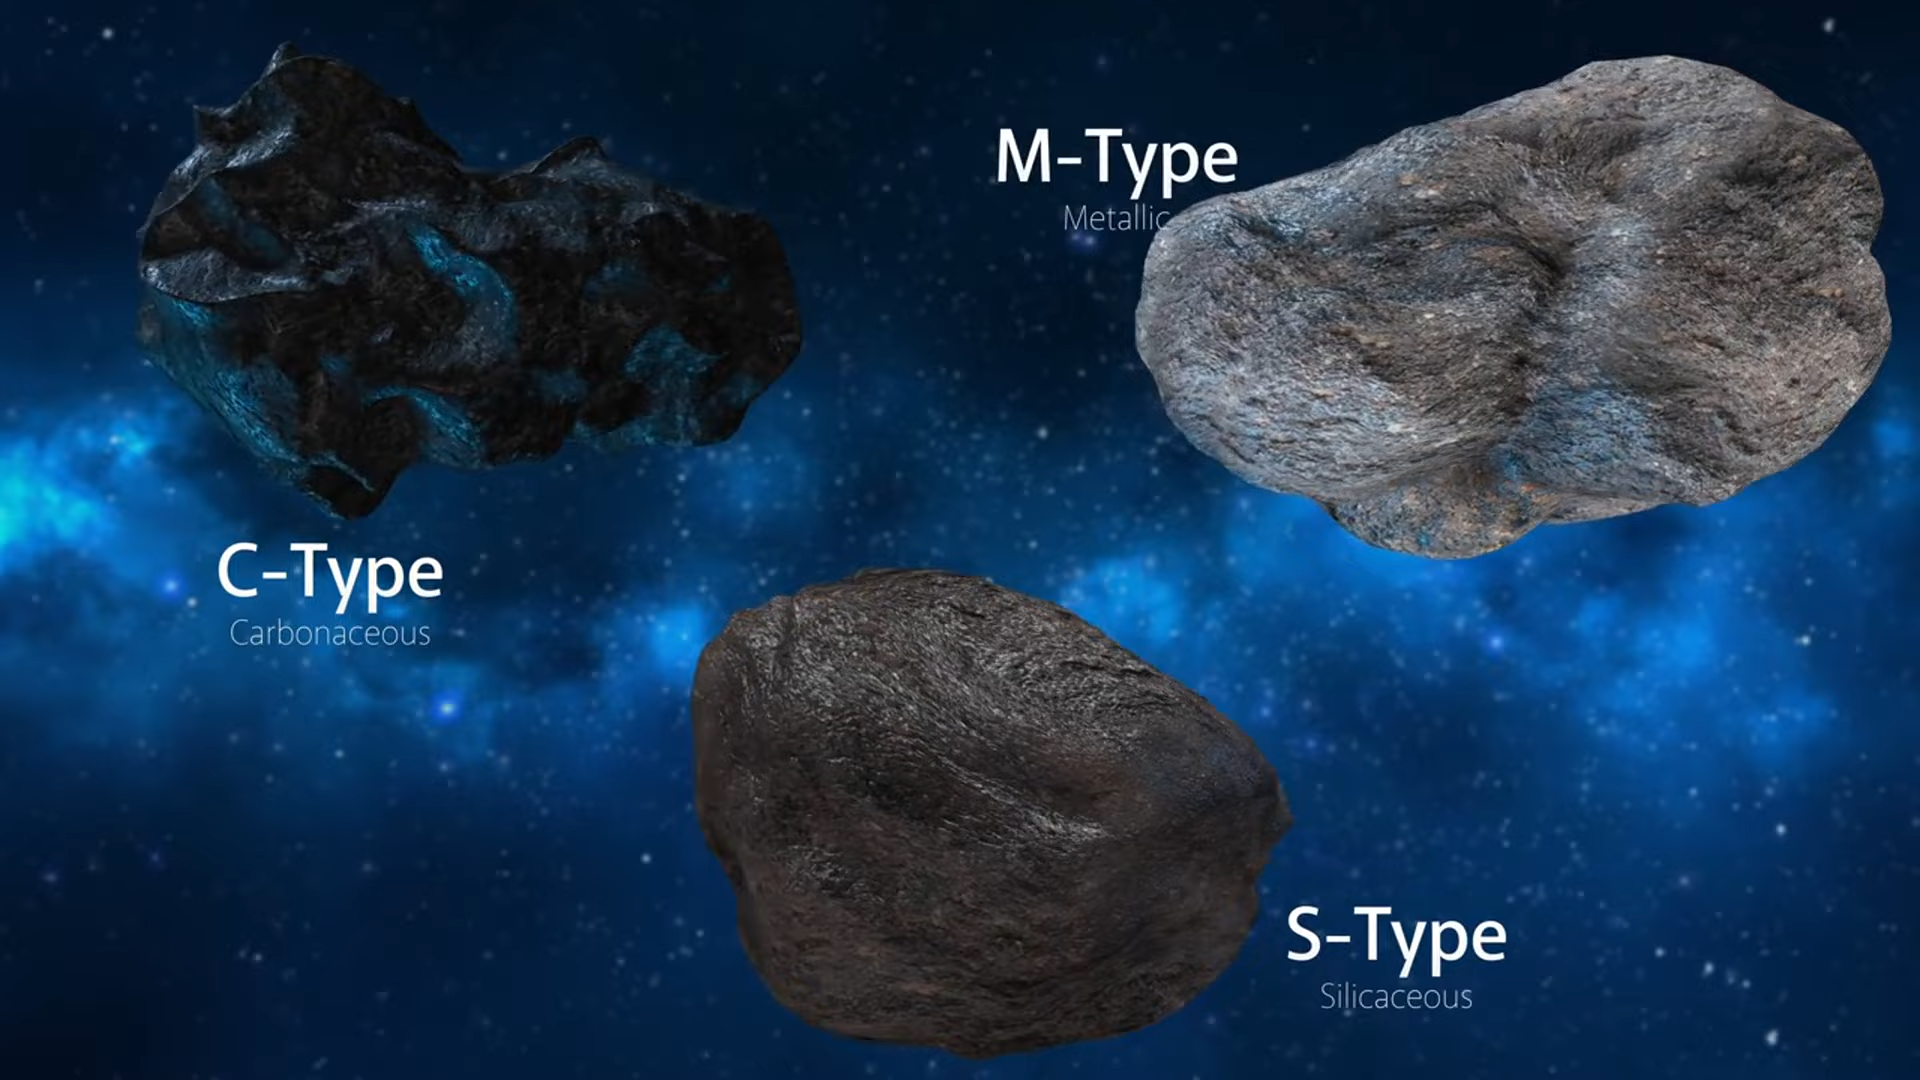 M-Type
Metallic
C-Type
Carbonaceous
S-Type
Silicaceous